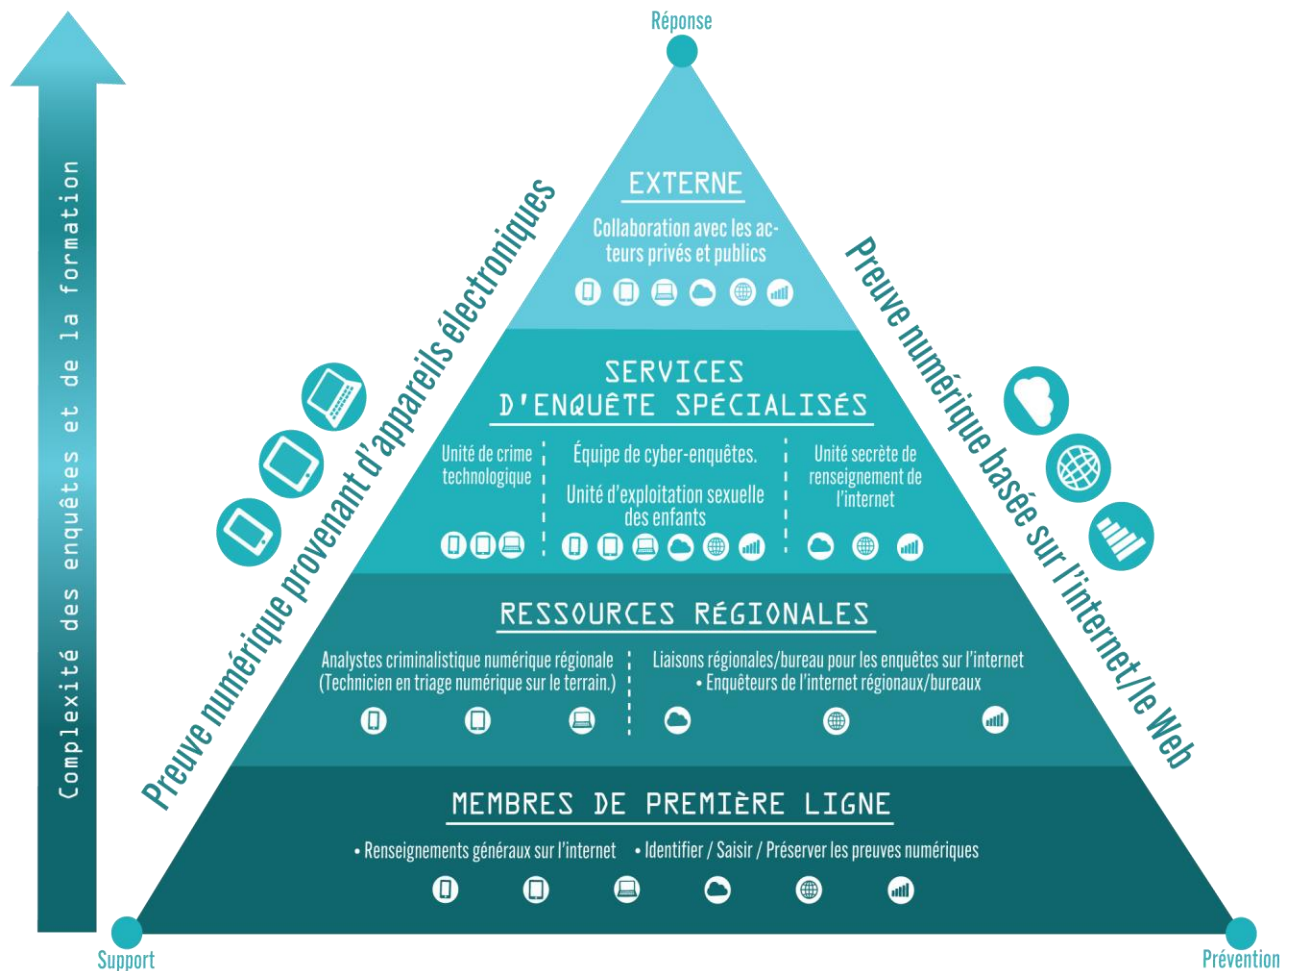 Réponse
Complexité des enquêtes et de la formation
Preuve numérique provenant d'appareils électroniques
Preuve numérique basée sur l'internet/le Web
EXTERNE
Collaboration avec les ac-
teurs privés et publics
SERVICES
D'ENQUÊTE SPÉCIALISÉS
Unité de crime
technologique
Équipe de cyber-enquêtes.
Unité d'exploitation sexuelle
des enfants
Unité secrète de
renseignement de
l'internet
RESSOURCES RÉGIONALES
Analystes criminalistique numérique régionale
(Technicien en triage numérique sur le terrain.)
Liaisons régionales/bureau pour les enquêtes sur l'internet
• Enquêteurs de l'internet régionaux/bureaux
MEMBRES DE PREMIÈRE LIGNE
• Renseignements généraux sur l'internet • Identifier / Saisir / Préserver les preuves numériques
Support
Prévention